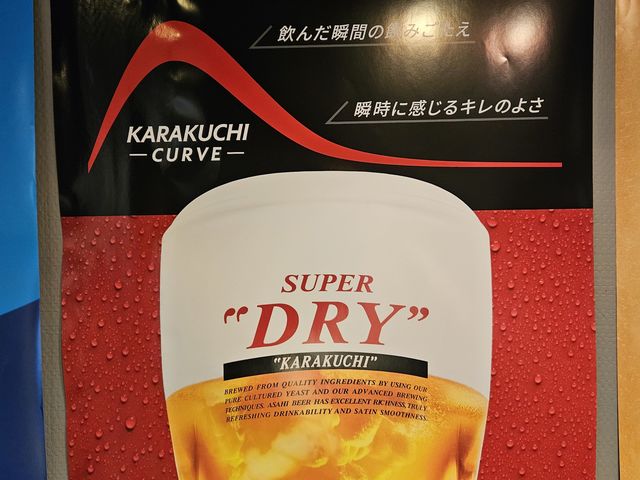 飲んだ瞬間の飲みごたえ
瞬時に感じるキレのよさ
KARAKUCHI
CURVE
SUPER
"DRY"
"KARAKUCHI"
BREWED FROM QUALITY INGREDIENTS BY USING OUR
PURE CULTURED YEAST AND OUR ADVANCED BREWING
TECHNIQUES. ASAHI BEER HAS EXCELLENT RICHNESS, TRULY
REFRESHING DRINKABILITY AND SATIN SMOOTHNESS.